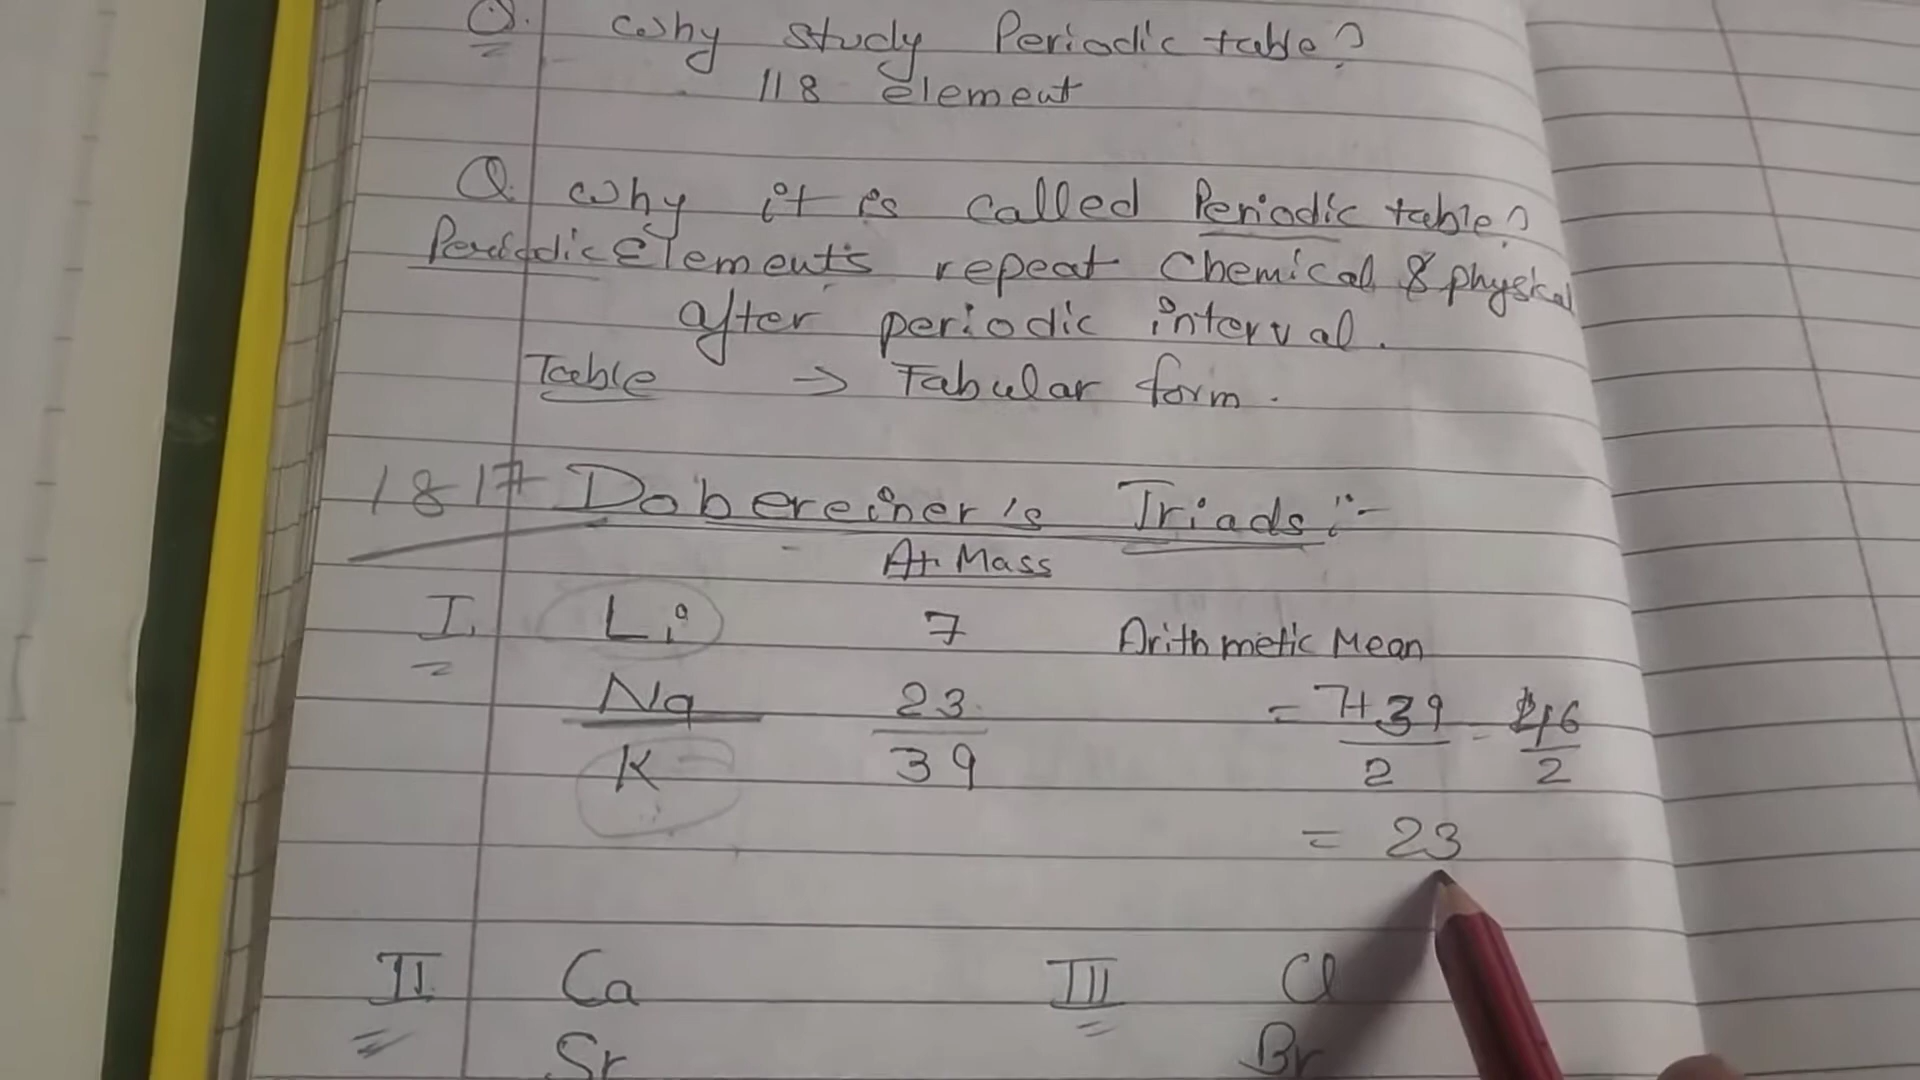 Q. Why study Periodic table?
118 element
Q. Why it is called Periodic table?
Periodic Elements repeat Chemical & physical
after periodic interval.
Table → Tabular form.
1817 Dobereiner's Triads :-
At. Mass
I. Li 7 Arithmetic Mean
Na 23 = 7+39/2 = 46/2
K 39
= 23
II Ca III Cl
Sr Br